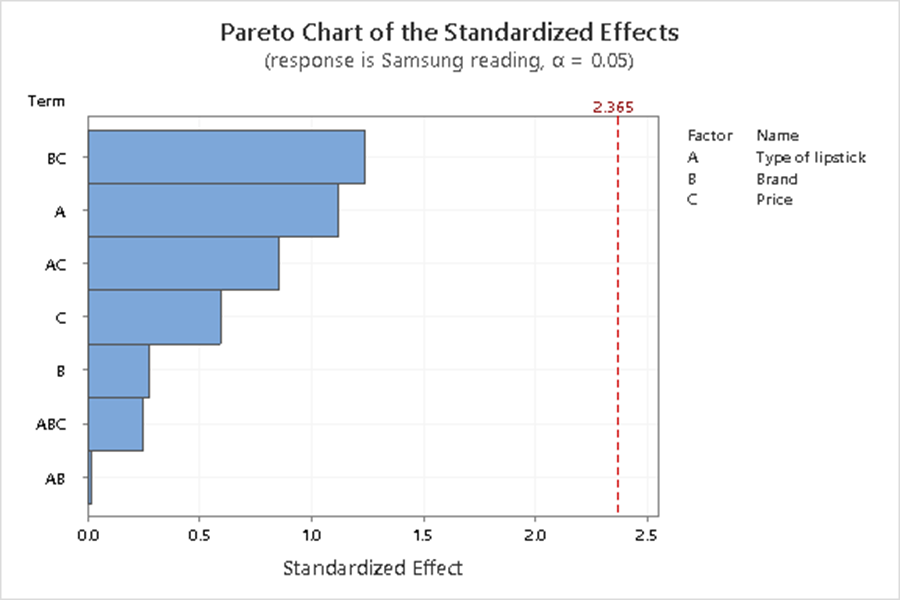 Pareto Chart of the Standardized Effects
(response is Samsung reading, α = 0.05)
Term
2.365
Factor Name
A Type of lipstick
B Brand
C Price
BC
A
AC
C
B
ABC
AB
0.0 0.5 1.0 1.5 2.0 2.5
Standardized Effect